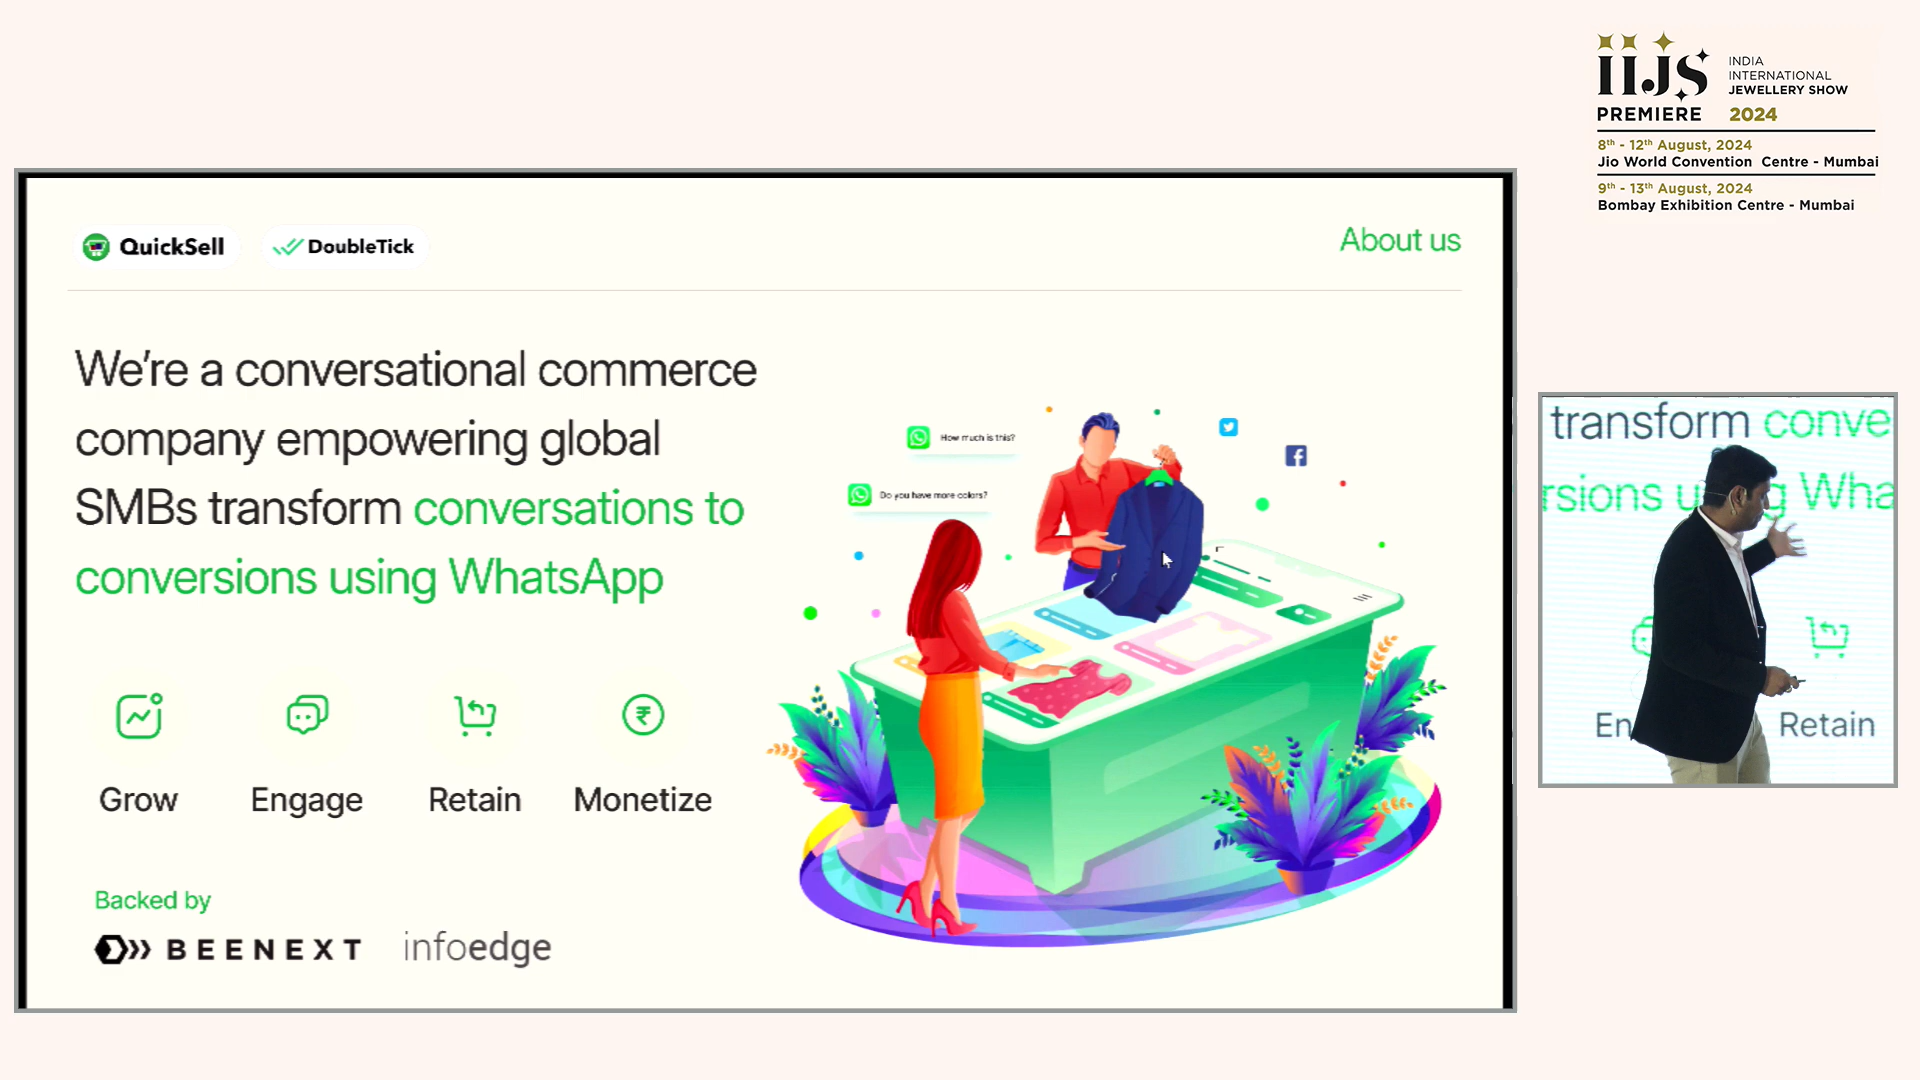 QuickSell
DoubleTick
About us
We're a conversational commerce
company empowering global
SMBs transform conversations to
conversions using WhatsApp
How much is this?
Do you have more colors?
Grow
Engage
Retain
Monetize
Backed by
BEENEXT
infoedge
IIJS
INDIA
INTERNATIONAL
JEWELLERY SHOW
PREMIERE 2024
8th - 12th August, 2024
Jio World Convention Centre - Mumbai
9th - 13th August, 2024
Bombay Exhibition Centre - Mumbai
transform conve
rsions u g Wha
En
Retain